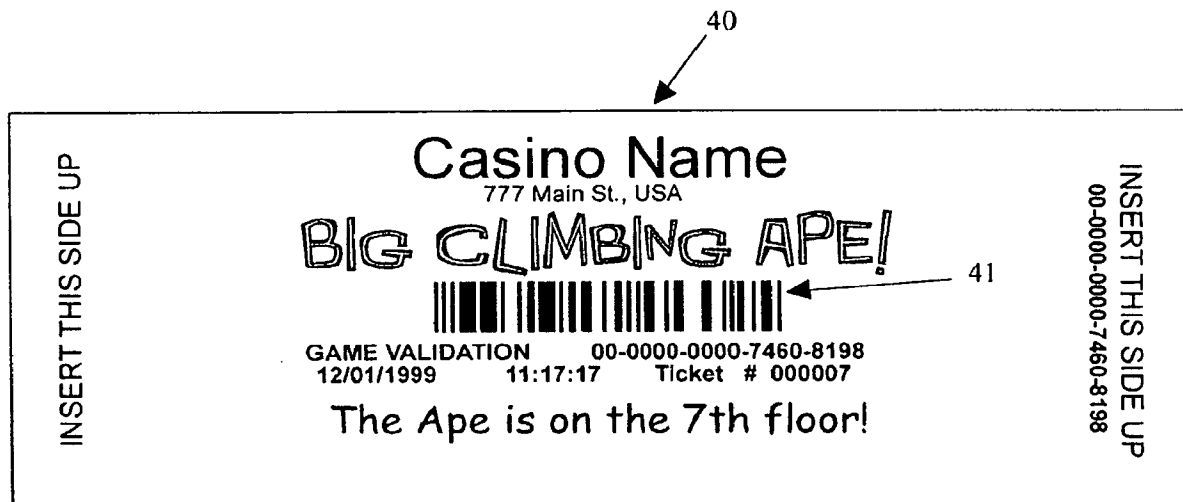 40
INSERT THIS SIDE UP
Casino Name
777 Main St., USA
BIG CLIMBING APE!
41
GAME VALIDATION 00-0000-0000-7460-8198
12/01/1999 11:17:17 Ticket # 000007
The Ape is on the 7th floor!
INSERT THIS SIDE UP
00-0000-0000-7460-8198